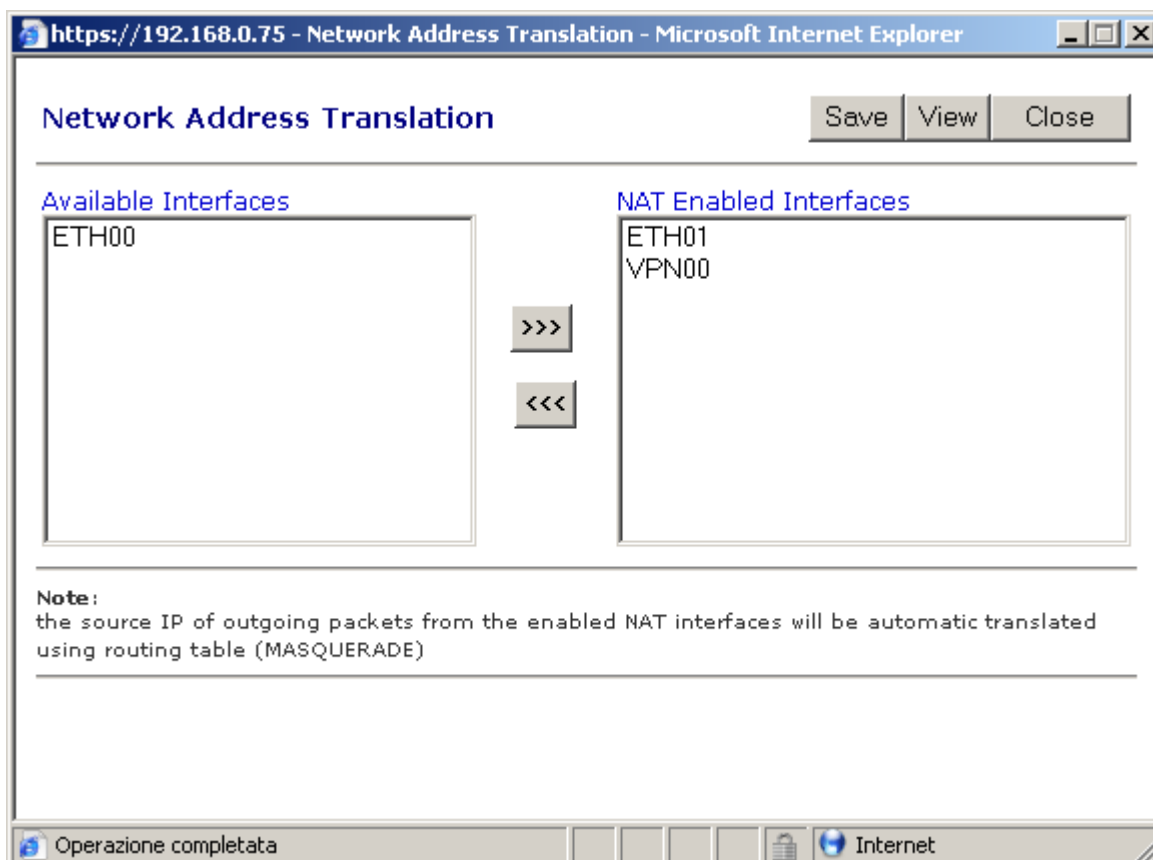 https://192.168.0.75 - Network Address Translation - Microsoft Internet Explorer
Network Address Translation
Save View Close
Available Interfaces
NAT Enabled Interfaces
ETH00
ETH01
VPN00
>>>
<<<
Note:
the source IP of outgoing packets from the enabled NAT interfaces will be automatic translated
using routing table (MASQUERADE)
Operazione completata
Internet